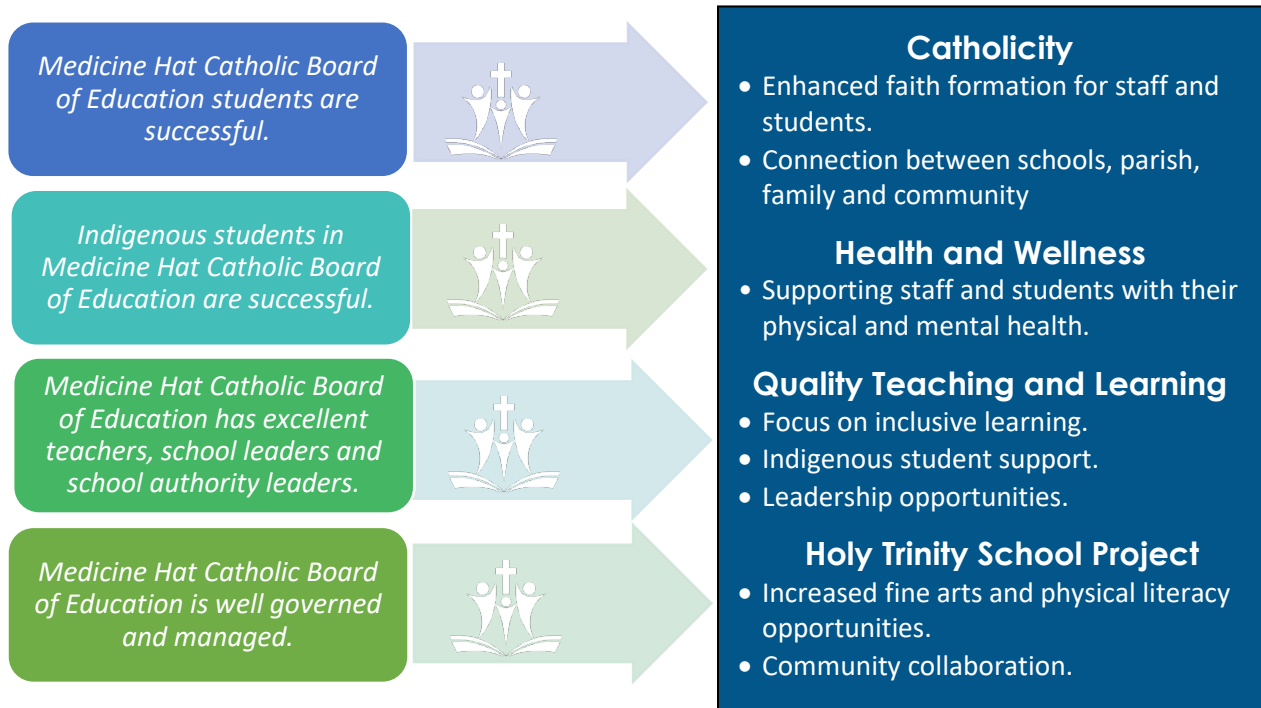 Medicine Hat Catholic Board
of Education students are
successful.
Indigenous students in
Medicine Hat Catholic Board
of Education are successful.
Medicine Hat Catholic Board
of Education has excellent
teachers, school leaders and
school authority leaders.
Medicine Hat Catholic Board
of Education is well governed
and managed.
Catholicity
• Enhanced faith formation for staff and
students.
• Connection between schools, parish,
family and community
Health and Wellness
• Supporting staff and students with their
physical and mental health.
Quality Teaching and Learning
• Focus on inclusive learning.
• Indigenous student support.
• Leadership opportunities.
Holy Trinity School Project
• Increased fine arts and physical literacy
opportunities.
• Community collaboration.